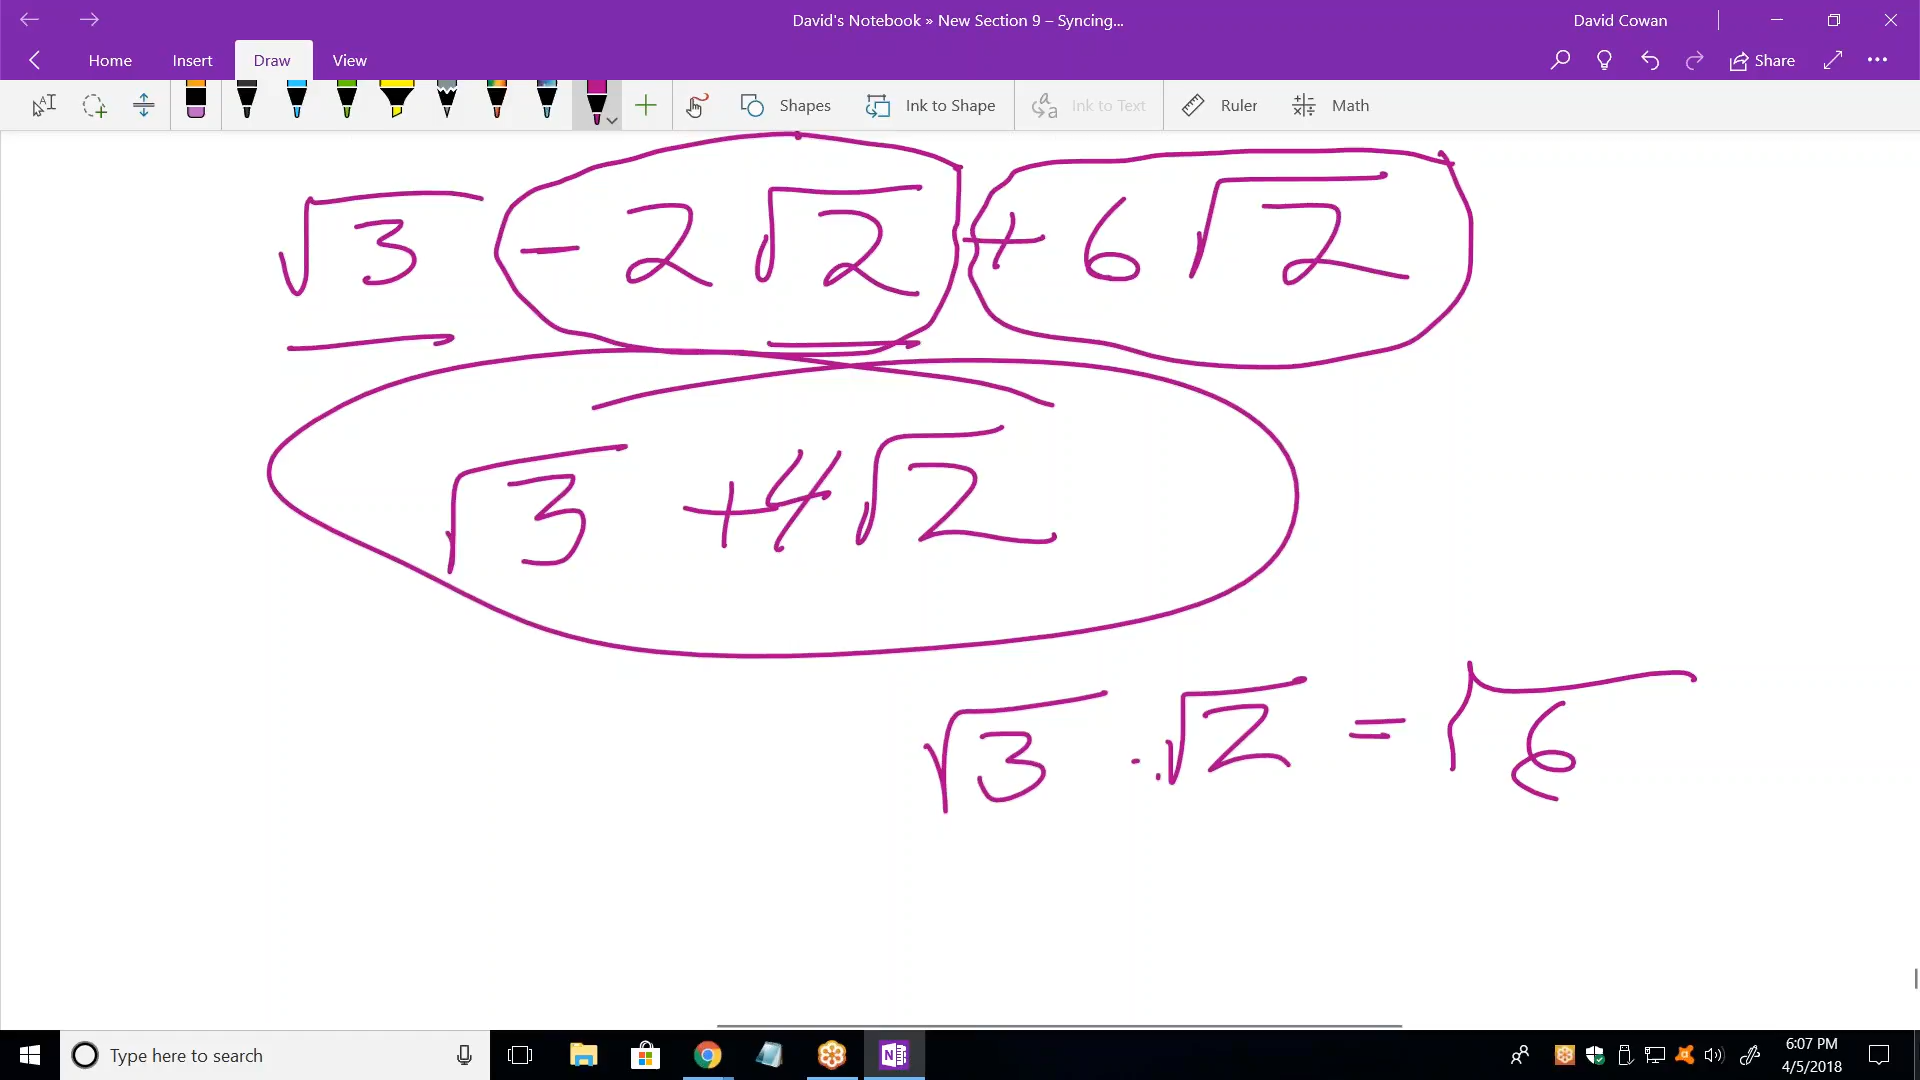 David's Notebook » New Section 9 – Syncing...
David Cowan
Home Insert Draw View
Share
Shapes Ink to Shape Ink to Text Ruler Math
√3 - 2√2 + 6√2
√3 + 4√2
√3 · √2 = √6
Type here to search
6:07 PM
4/5/2018